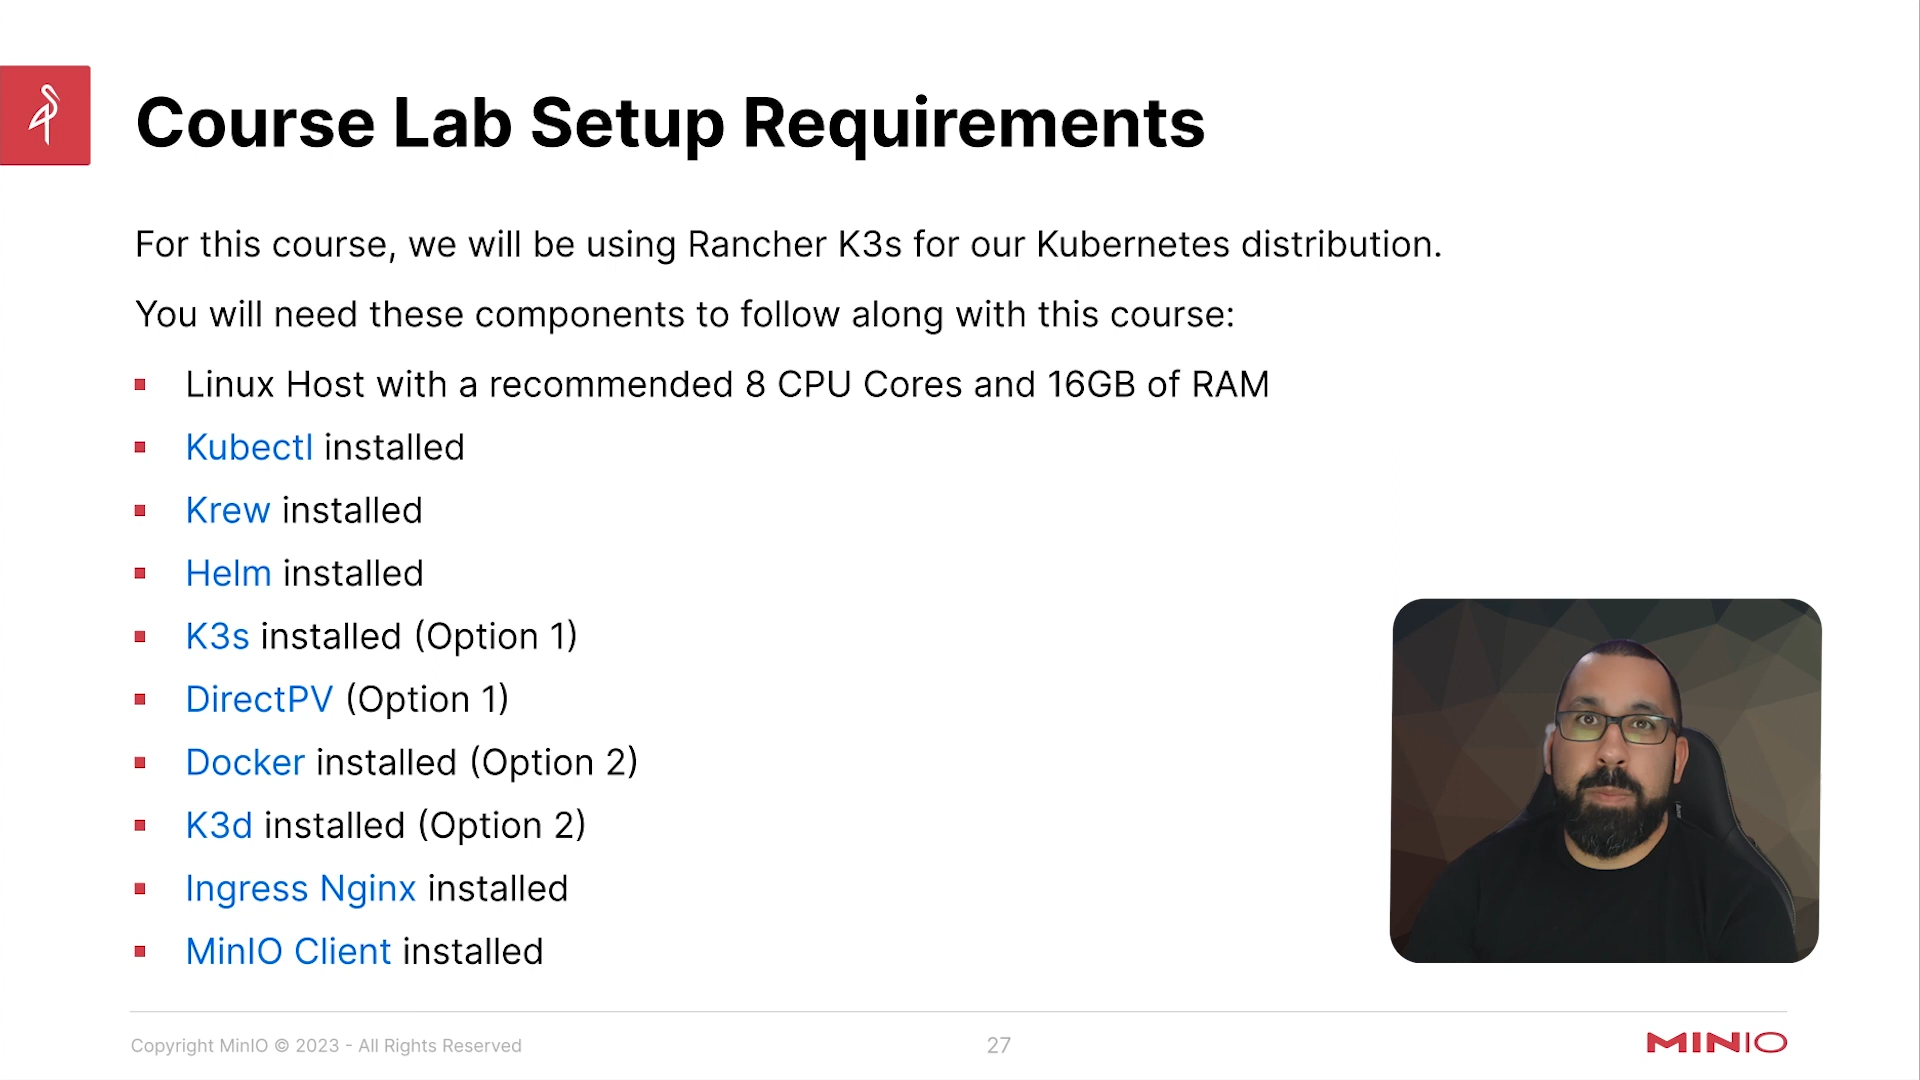 Course Lab Setup Requirements
For this course, we will be using Rancher K3s for our Kubernetes distribution.
You will need these components to follow along with this course:
Linux Host with a recommended 8 CPU Cores and 16GB of RAM
Kubectl installed
Krew installed
Helm installed
K3s installed (Option 1)
DirectPV (Option 1)
Docker installed (Option 2)
K3d installed (Option 2)
Ingress Nginx installed
MinIO Client installed
Copyright MinIO © 2023 - All Rights Reserved
27
MINIO